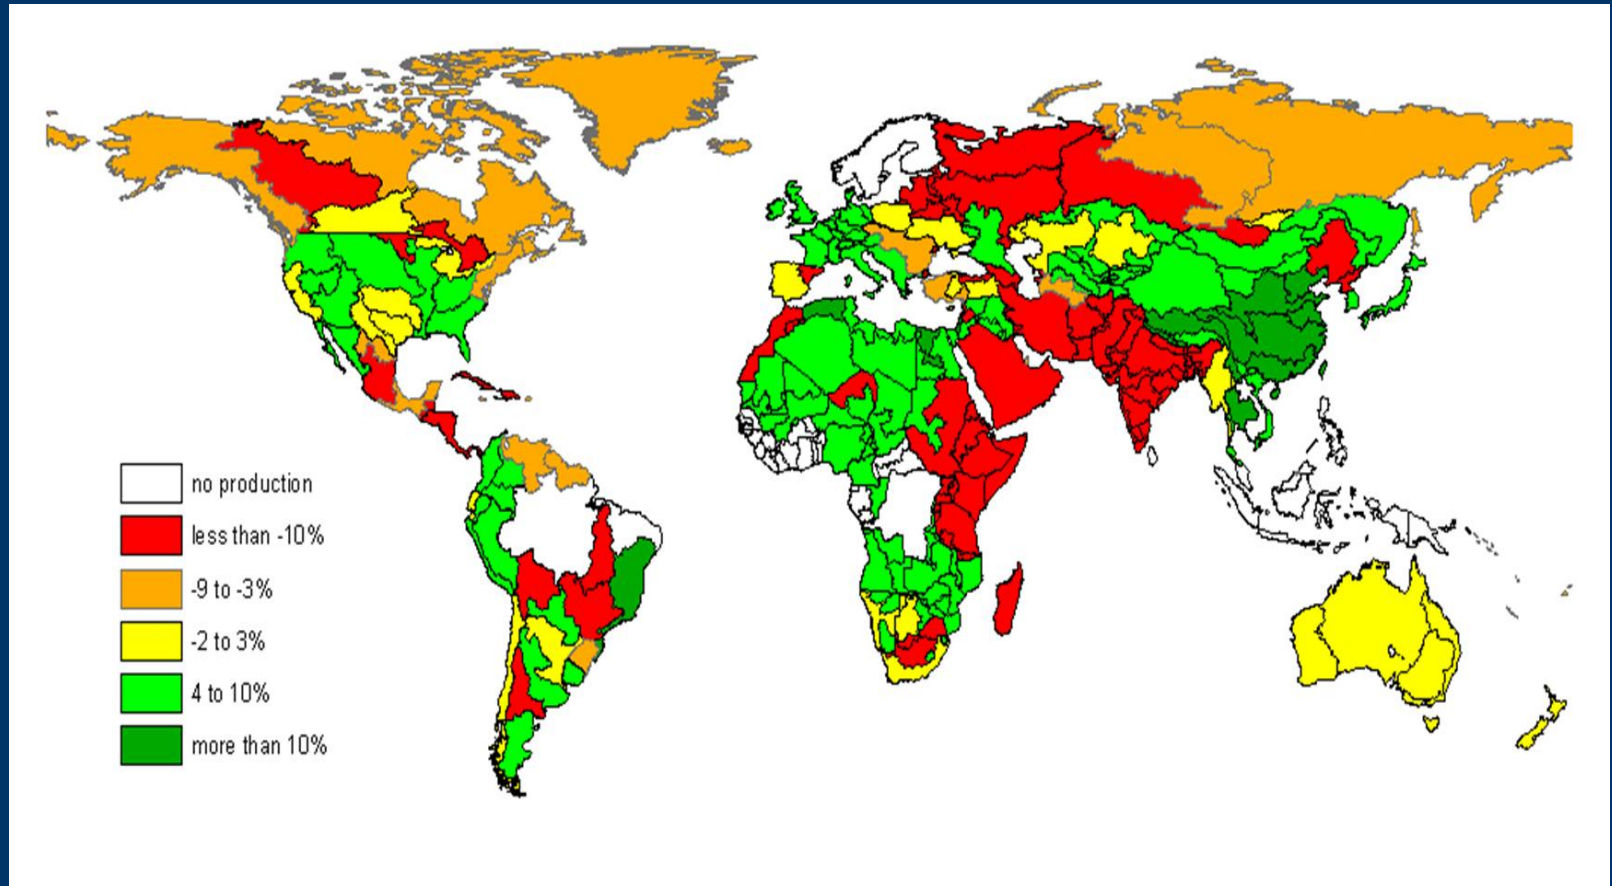 no production
less than -10%
-9 to -3%
-2 to 3%
4 to 10%
more than 10%